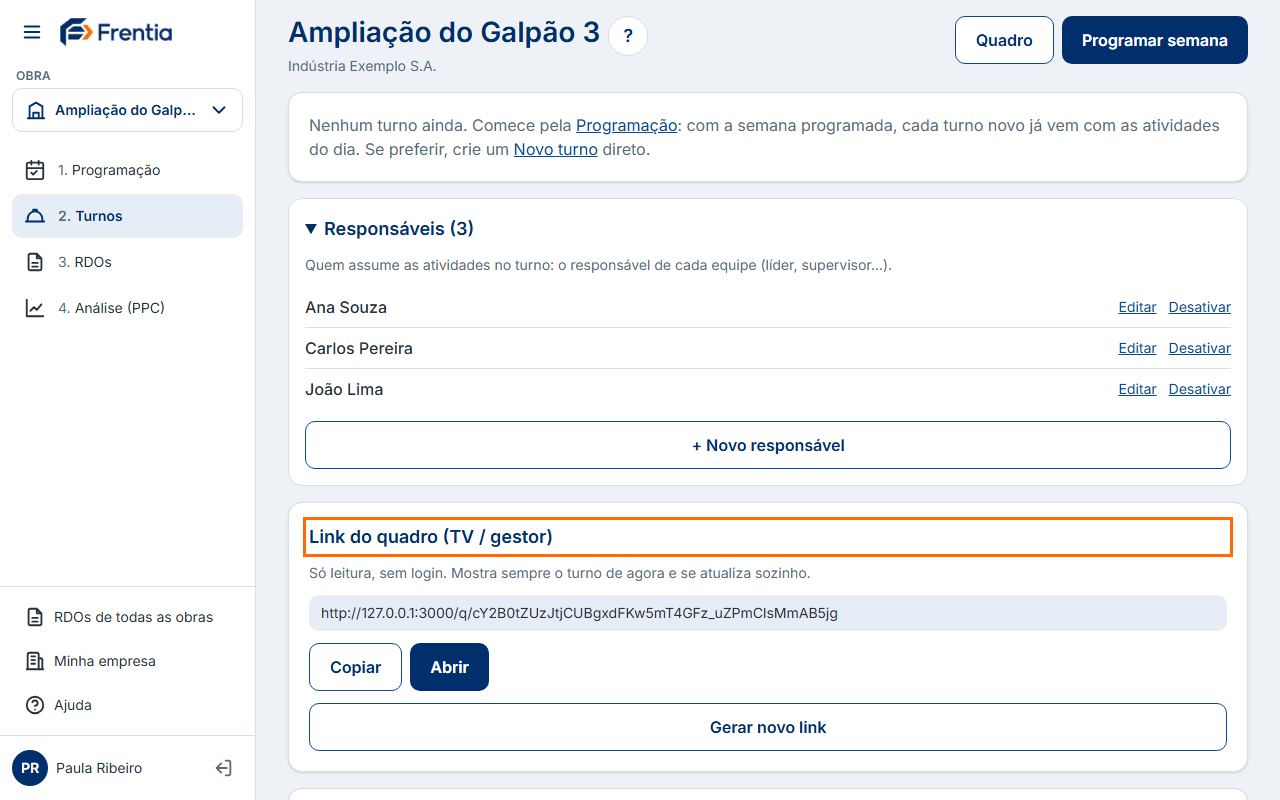 Frentia
OBRA
Ampliação do Galp...
1. Programação
2. Turnos
3. RDOs
4. Análise (PPC)
RDOs de todas as obras
Minha empresa
Ajuda
PR
Paula Ribeiro
Ampliação do Galpão 3
?
Indústria Exemplo S.A.
Quadro
Programar semana
Nenhum turno ainda. Comece pela Programação: com a semana programada, cada turno novo já vem com as atividades
do dia. Se preferir, crie um Novo turno direto.
Responsáveis (3)
Quem assume as atividades no turno: o responsável de cada equipe (líder, supervisor...).
Ana Souza Editar Desativar
Carlos Pereira Editar Desativar
João Lima Editar Desativar
+ Novo responsável
Link do quadro (TV / gestor)
Só leitura, sem login. Mostra sempre o turno de agora e se atualiza sozinho.
http://127.0.0.1:3000/q/cY2B0tZUzJtjCUBgxdFKw5mT4GFz_uZPmCIsMmAB5jg
Copiar
Abrir
Gerar novo link